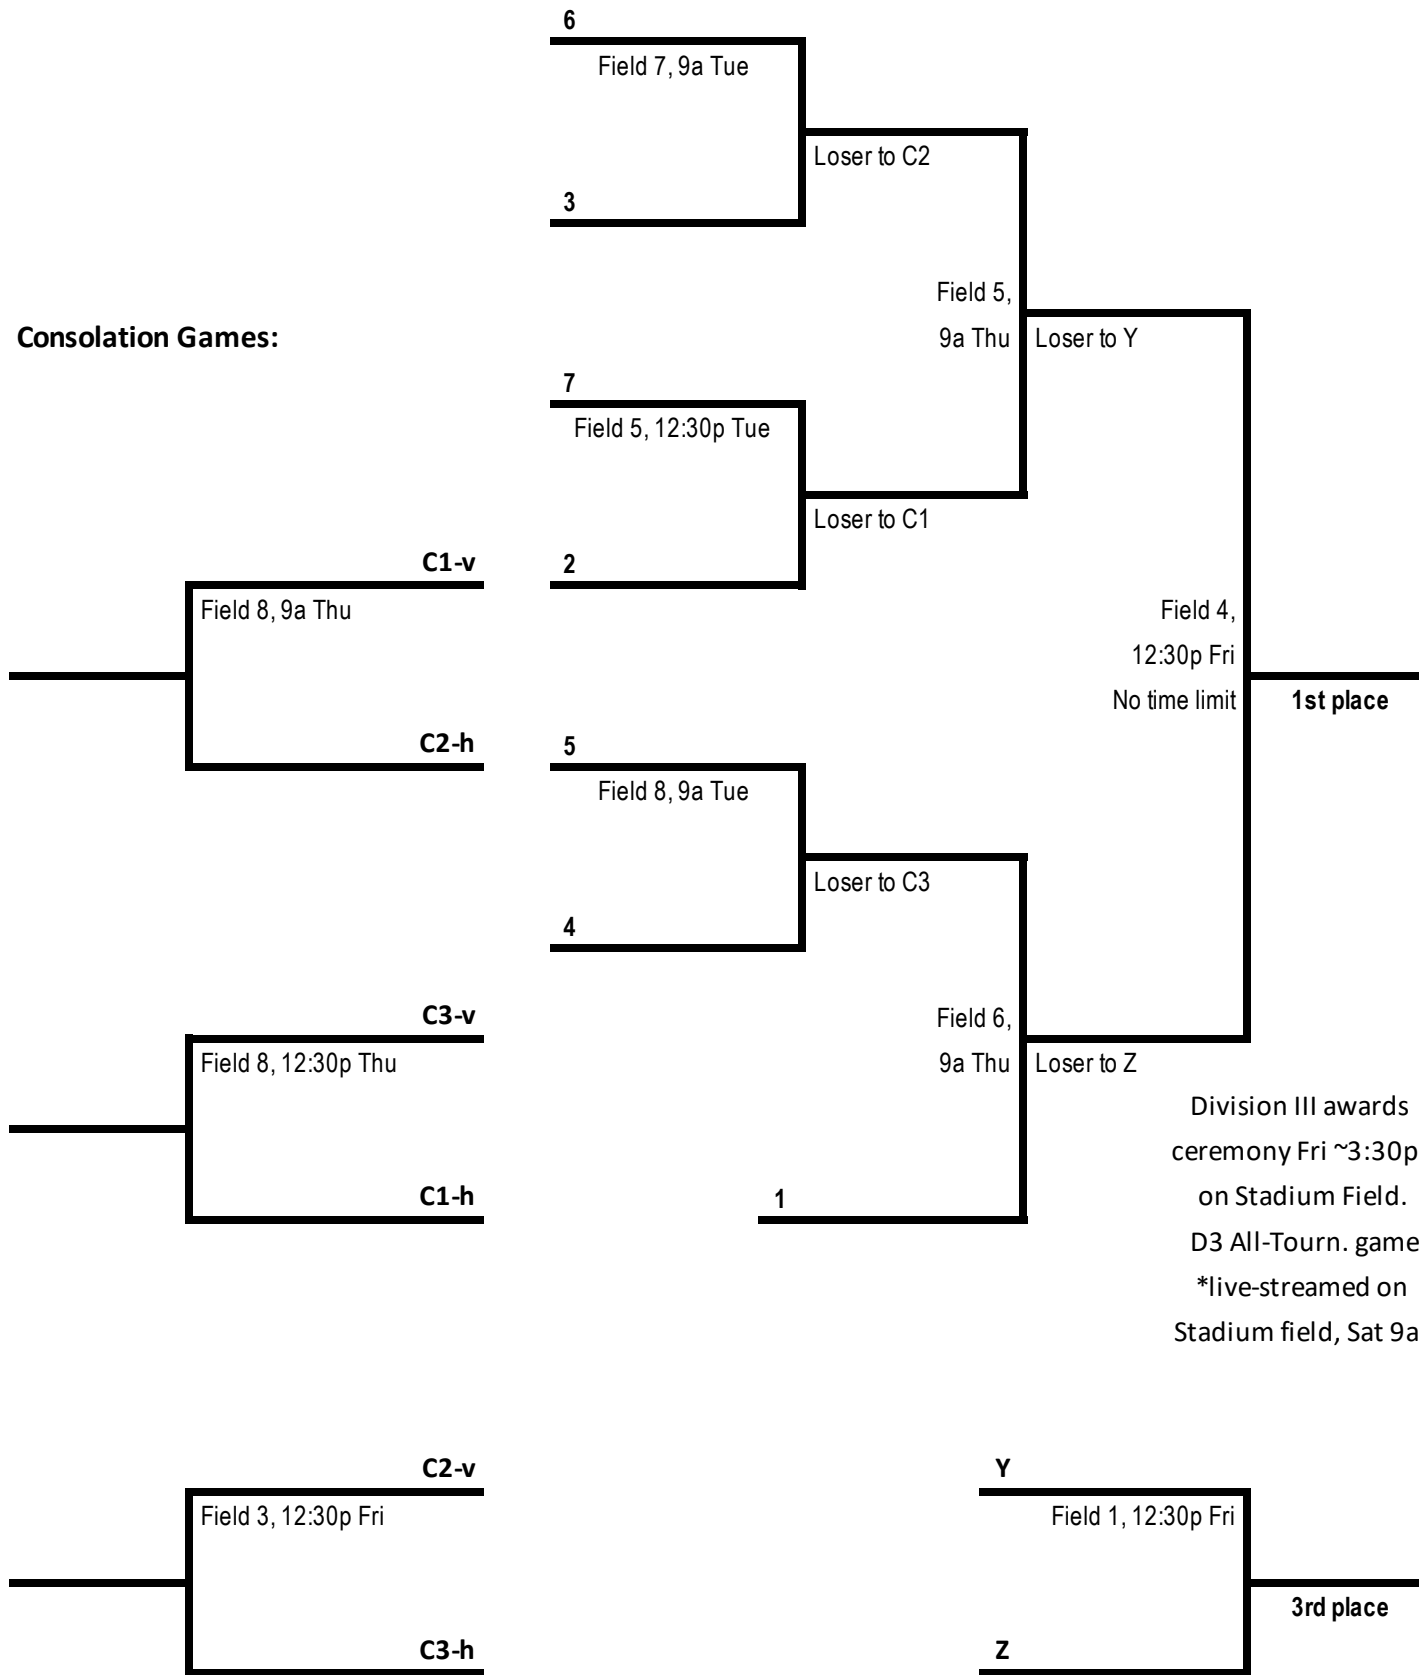 6
Field 7, 9a Tue
Loser to C2
3
Field 5,
9a Thu
Loser to Y
Consolation Games:
7
Field 5, 12:30p Tue
Loser to C1
2
C1-v
Field 8, 9a Thu
C2-h
Field 4,
12:30p Fri
No time limit
1st place
5
Field 8, 9a Tue
Loser to C3
4
C3-v
Field 8, 12:30p Thu
C1-h
Field 6,
9a Thu
Loser to Z
1
Division III awards
ceremony Fri ~3:30p
on Stadium Field.
D3 All-Tourn. game
*live-streamed on
Stadium field, Sat 9a
C2-v
Field 3, 12:30p Fri
C3-h
Y
Field 1, 12:30p Fri
3rd place
Z